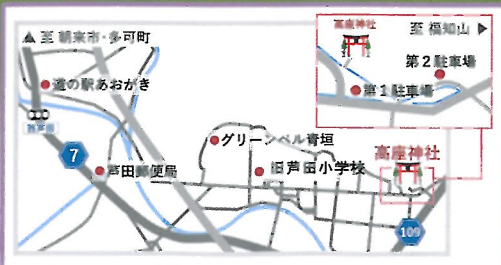 ▲ 至 朝来市・多可町
道の駅あおがき
7
芦田郵便局
グリーンベル青垣
旧芦田小学校
高座神社
109
高座神社
至 福知山 ▶
第2駐車場
第1駐車場